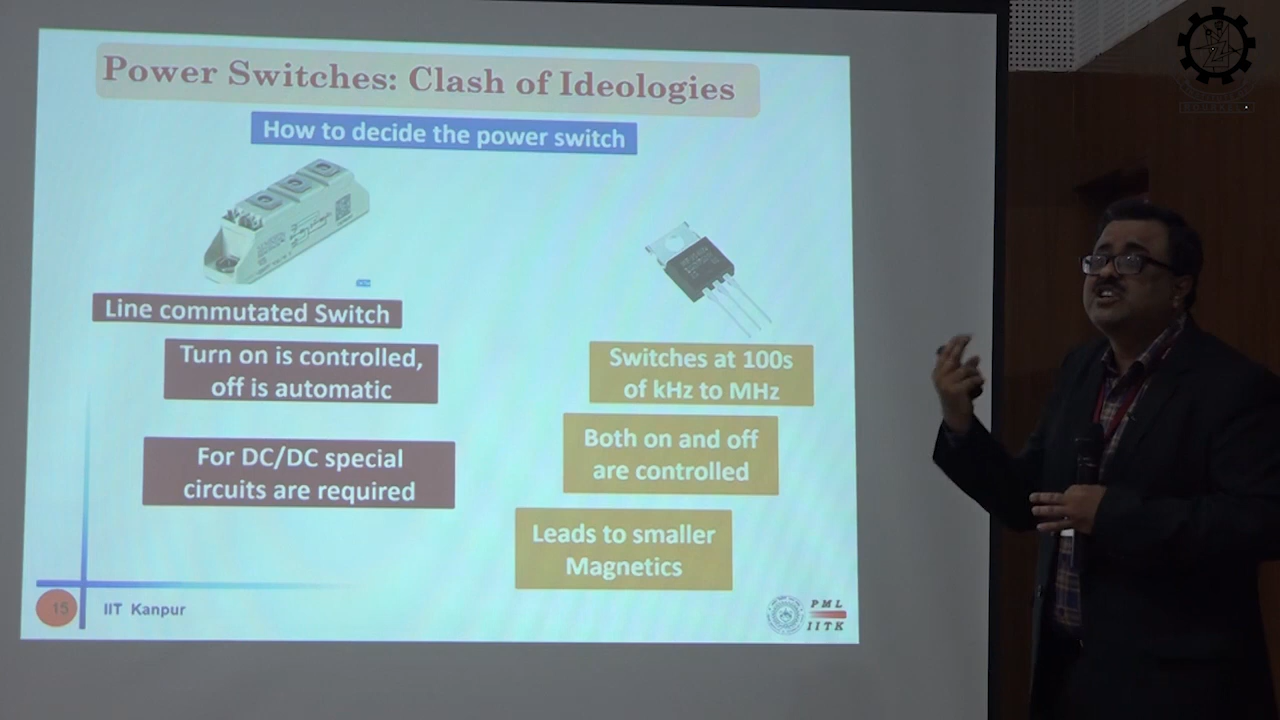 Power Switches: Clash of Ideologies
How to decide the power switch
Line commutated Switch
Turn on is controlled,
off is automatic
For DC/DC special
circuits are required
Switches at 100s
of kHz to MHz
Both on and off
are controlled
Leads to smaller
Magnetics
15
IIT Kanpur
PML
IITK